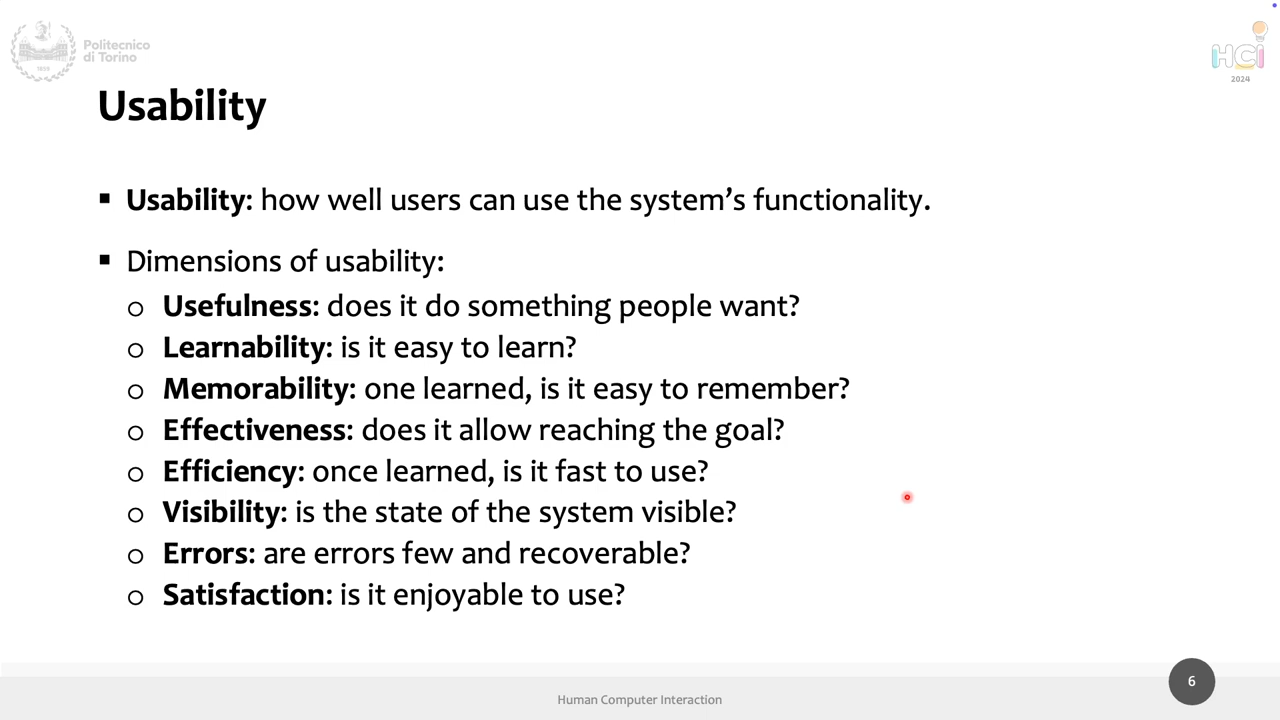 Politecnico
di Torino
1859
HCI
2024
Usability
▪ Usability: how well users can use the system's functionality.
▪ Dimensions of usability:
o Usefulness: does it do something people want?
o Learnability: is it easy to learn?
o Memorability: one learned, is it easy to remember?
o Effectiveness: does it allow reaching the goal?
o Efficiency: once learned, is it fast to use?
o Visibility: is the state of the system visible?
o Errors: are errors few and recoverable?
o Satisfaction: is it enjoyable to use?
Human Computer Interaction
6